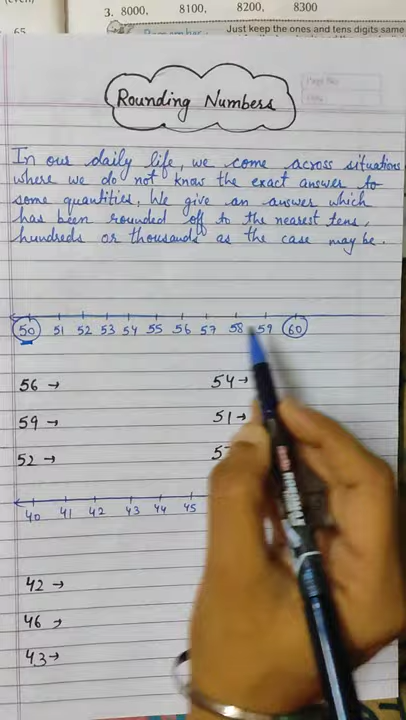 3. 8000, 8100, 8200, 8300
65
Remember
Just keep the ones and tens digits same
Page No.
Rounding Numbers
In our daily life, we come across situations
where we do not know the exact answer to
some quantities, We give an answer which
has been rounded off to the nearest tens,
hundreds or thousands as the case may be.
50 51 52 53 54 55 56 57 58 59 60
56 → 54 →
59 → 51 →
52 →
40 41 42 43 44 45
42 →
46 →
43 →